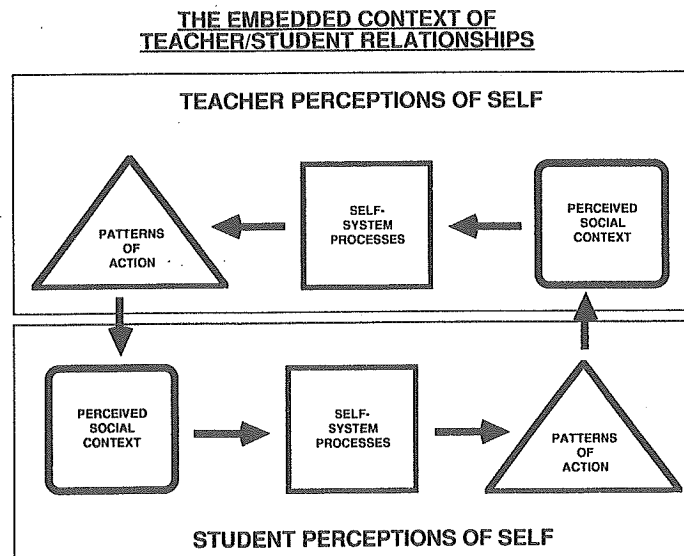 THE EMBEDDED CONTEXT OF
TEACHER/STUDENT RELATIONSHIPS
TEACHER PERCEPTIONS OF SELF
PATTERNS
OF
ACTION
SELF-
SYSTEM
PROCESSES
PERCEIVED
SOCIAL
CONTEXT
PERCEIVED
SOCIAL
CONTEXT
SELF-
SYSTEM
PROCESSES
PATTERNS
OF
ACTION
STUDENT PERCEPTIONS OF SELF